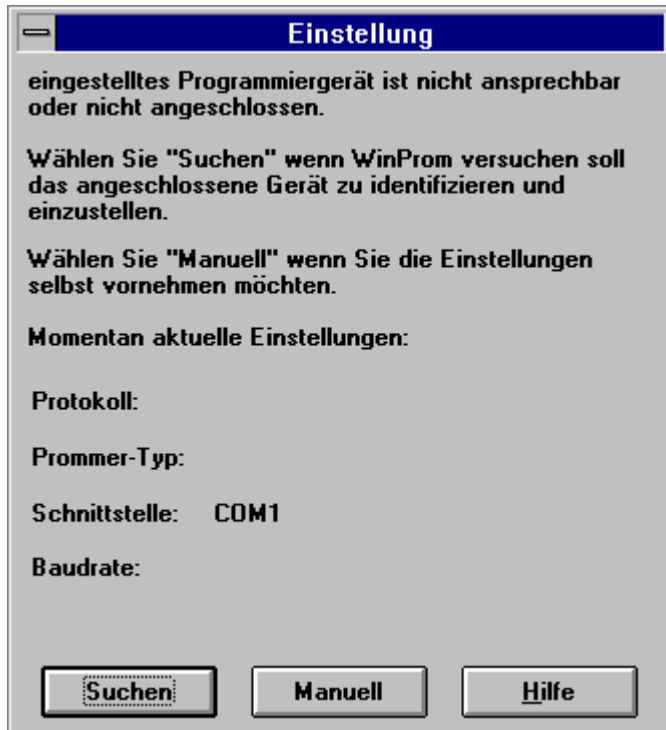 Einstellung
eingestelltes Programmiergerät ist nicht ansprechbar
oder nicht angeschlossen.
Wählen Sie "Suchen" wenn WinProm versuchen soll
das angeschlossene Gerät zu identifizieren und
einzustellen.
Wählen Sie "Manuell" wenn Sie die Einstellungen
selbst vornehmen möchten.
Momentan aktuelle Einstellungen:
Protokoll:
Prommer-Typ:
Schnittstelle: COM1
Baudrate:
Suchen Manuell Hilfe